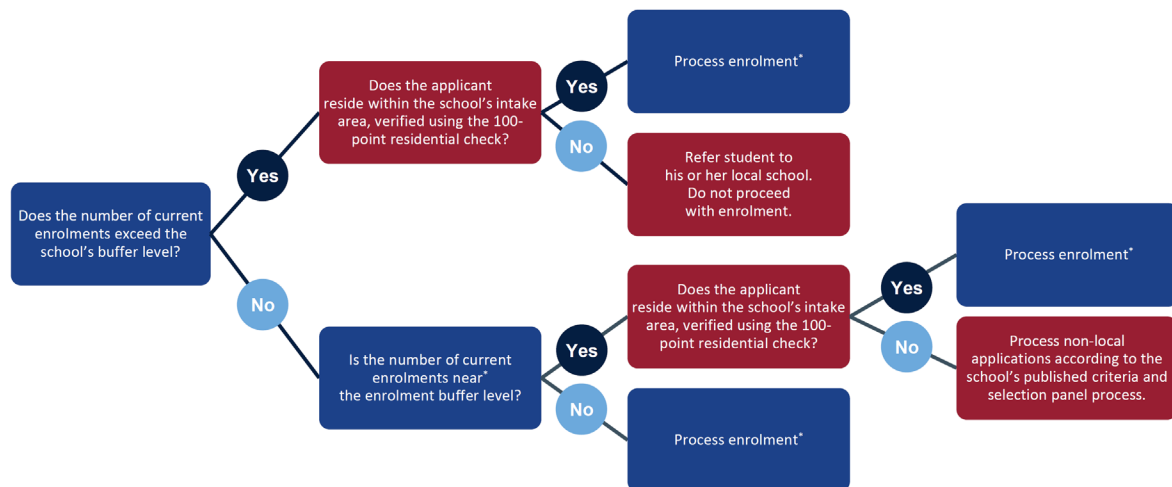 Does the number of current
enrolments exceed the
school's buffer level?
Yes
No
Does the applicant
reside within the school's intake
area, verified using the 100-
point residential check?
Yes
No
Process enrolment*
Refer student to
his or her local school.
Do not proceed
with enrolment.
Is the number of current
enrolments near*
the enrolment buffer level?
Yes
No
Does the applicant
reside within the school's intake
area, verified using the 100-
point residential check?
Process enrolment*
Yes
No
Process enrolment*
Process non-local
applications according to the
school's published criteria and
selection panel process.